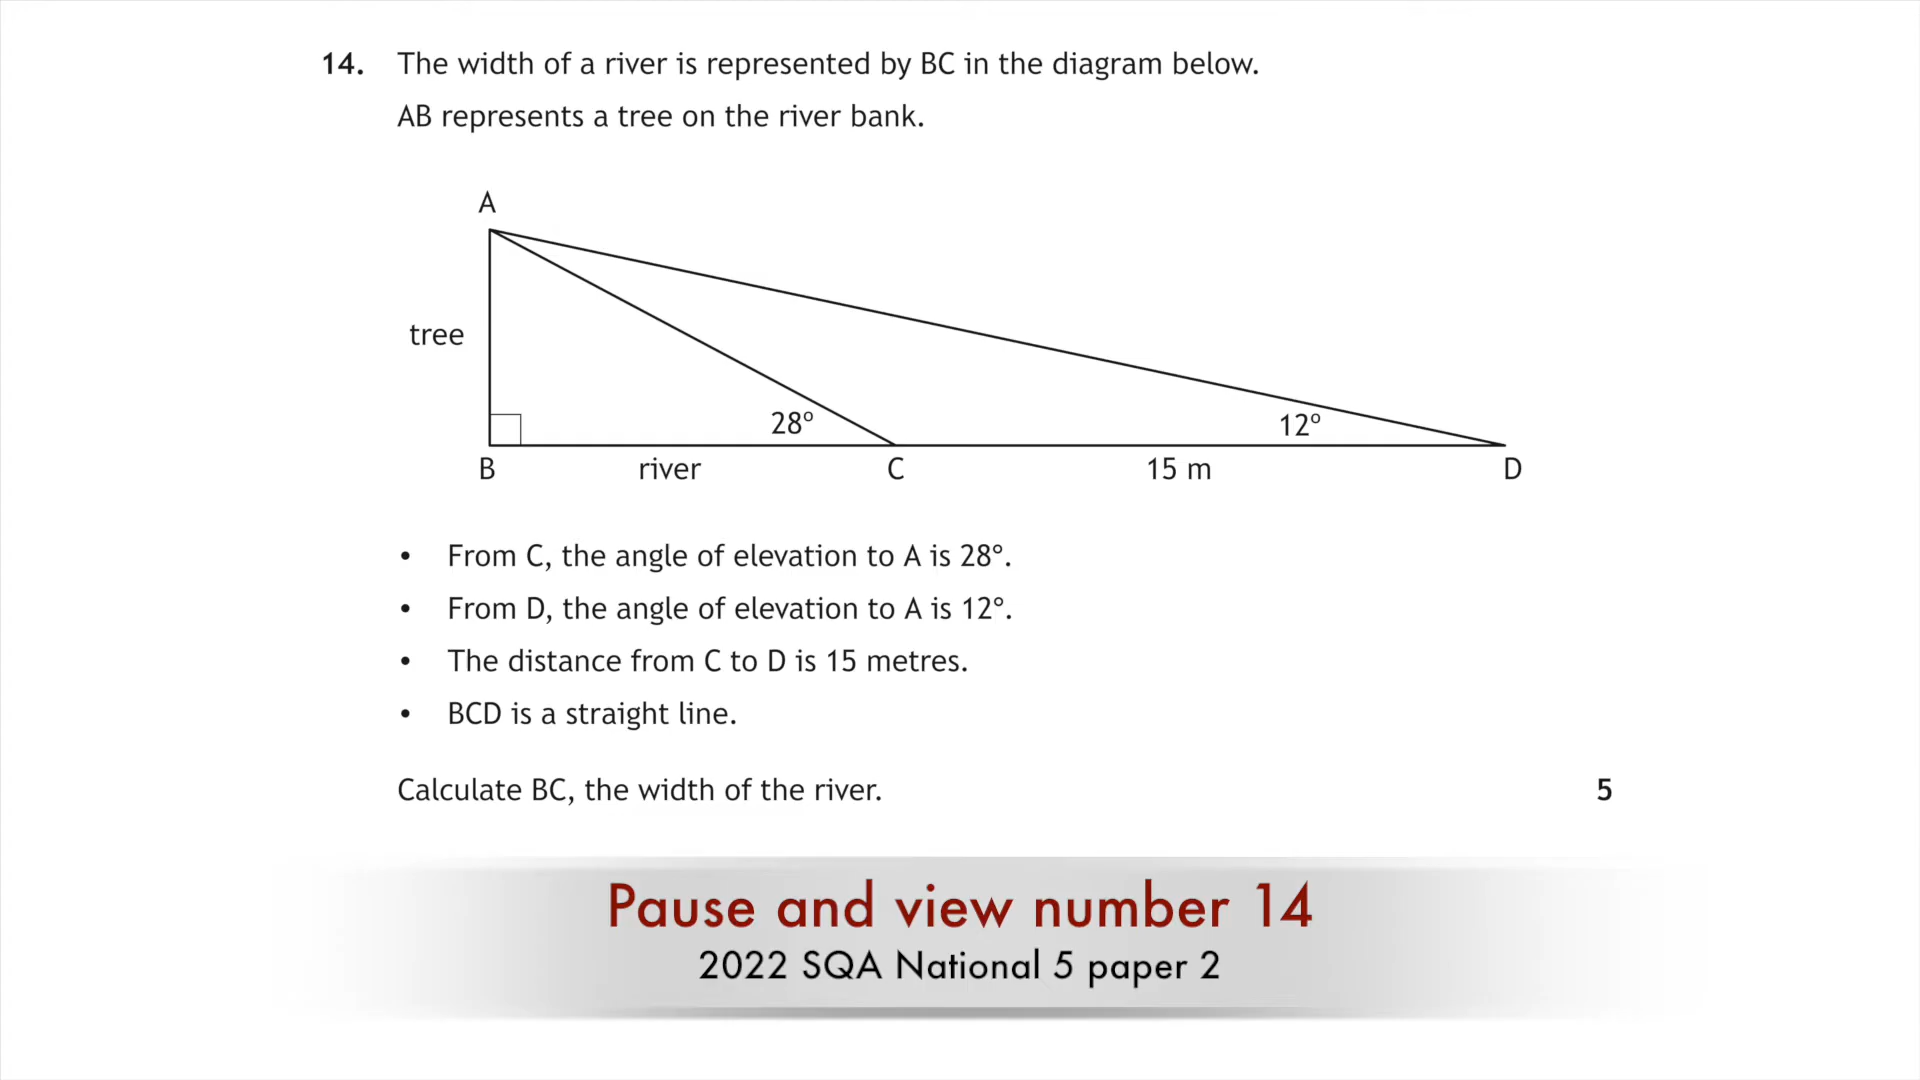 14. The width of a river is represented by BC in the diagram below.
AB represents a tree on the river bank.
A
tree
28º
12º
B
river
C
15 m
D
• From C, the angle of elevation to A is 28°.
• From D, the angle of elevation to A is 12°.
• The distance from C to D is 15 metres.
• BCD is a straight line.
Calculate BC, the width of the river. 5
Pause and view number 14
2022 SQA National 5 paper 2